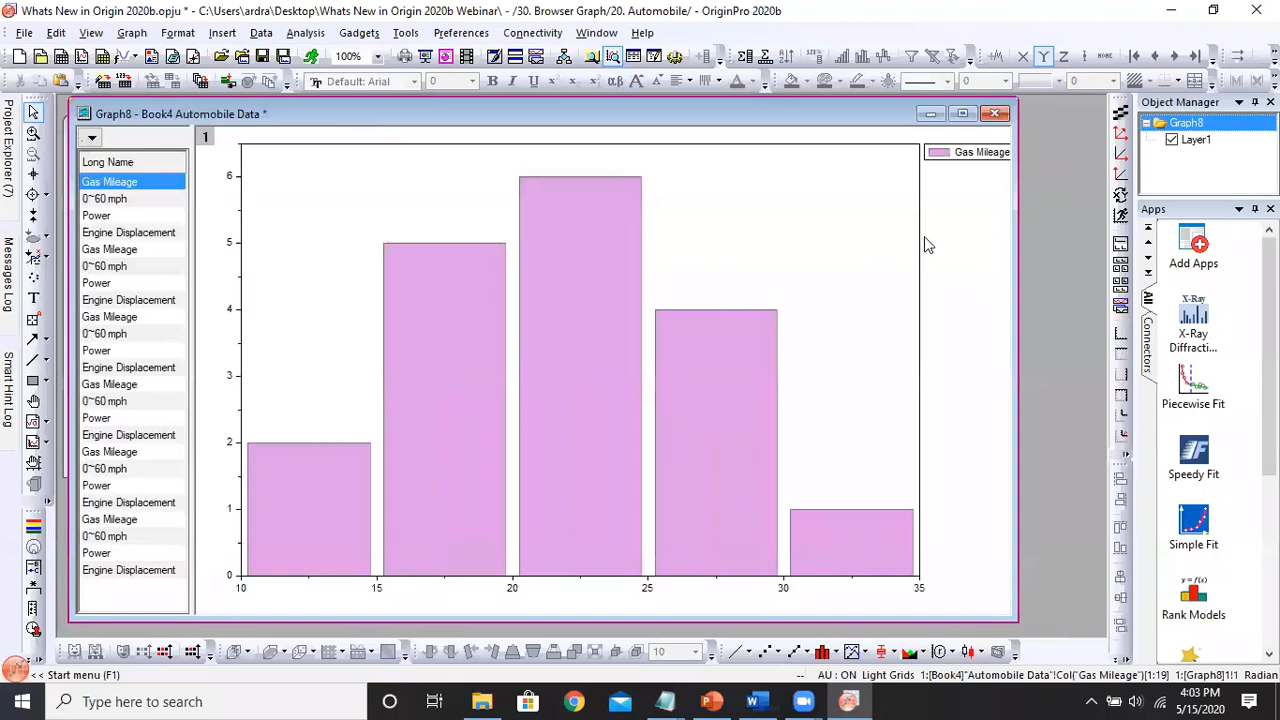 Whats New in Origin 2020b.opju * - C:\Users\ardra\Desktop\Whats New in Origin 2020b Webinar\ - /30. Browser Graph/20. Automobile/ - OriginPro 2020b
File Edit View Graph Format Insert Data Analysis Gadgets Tools Preferences Connectivity Window Help
100% Y Z
Default: Arial 0 B I U αβ A A 0 0
Graph8 - Book4 Automobile Data *
Object Manager
Graph8
Layer1
1
Long Name
Gas Mileage
0~60 mph
Power
Engine Displacement
Gas Mileage
0~60 mph
Power
Engine Displacement
Gas Mileage
0~60 mph
Power
Engine Displacement
Gas Mileage
0~60 mph
Power
Engine Displacement
Gas Mileage
0~60 mph
Power
Engine Displacement
Gas Mileage
0~60 mph
Power
Engine Displacement
Gas Mileage
6
5
4
3
2
1
0
10 15 20 25 30 35
Project Explorer (7)
Messages Log
Smart Hint Log
Apps
All
Connectors
Add Apps
X-Ray
X-Ray
Diffracti...
Piecewise Fit
Speedy Fit
Simple Fit
y = f(x)
Rank Models
10
<< Start menu (F1)
-- AU : ON Light Grids 1:[Book4]"Automobile Data"!Col("Gas Mileage")[1:19] 1:[Graph8]1!1 Radian
Type here to search
4:03 PM
5/15/2020